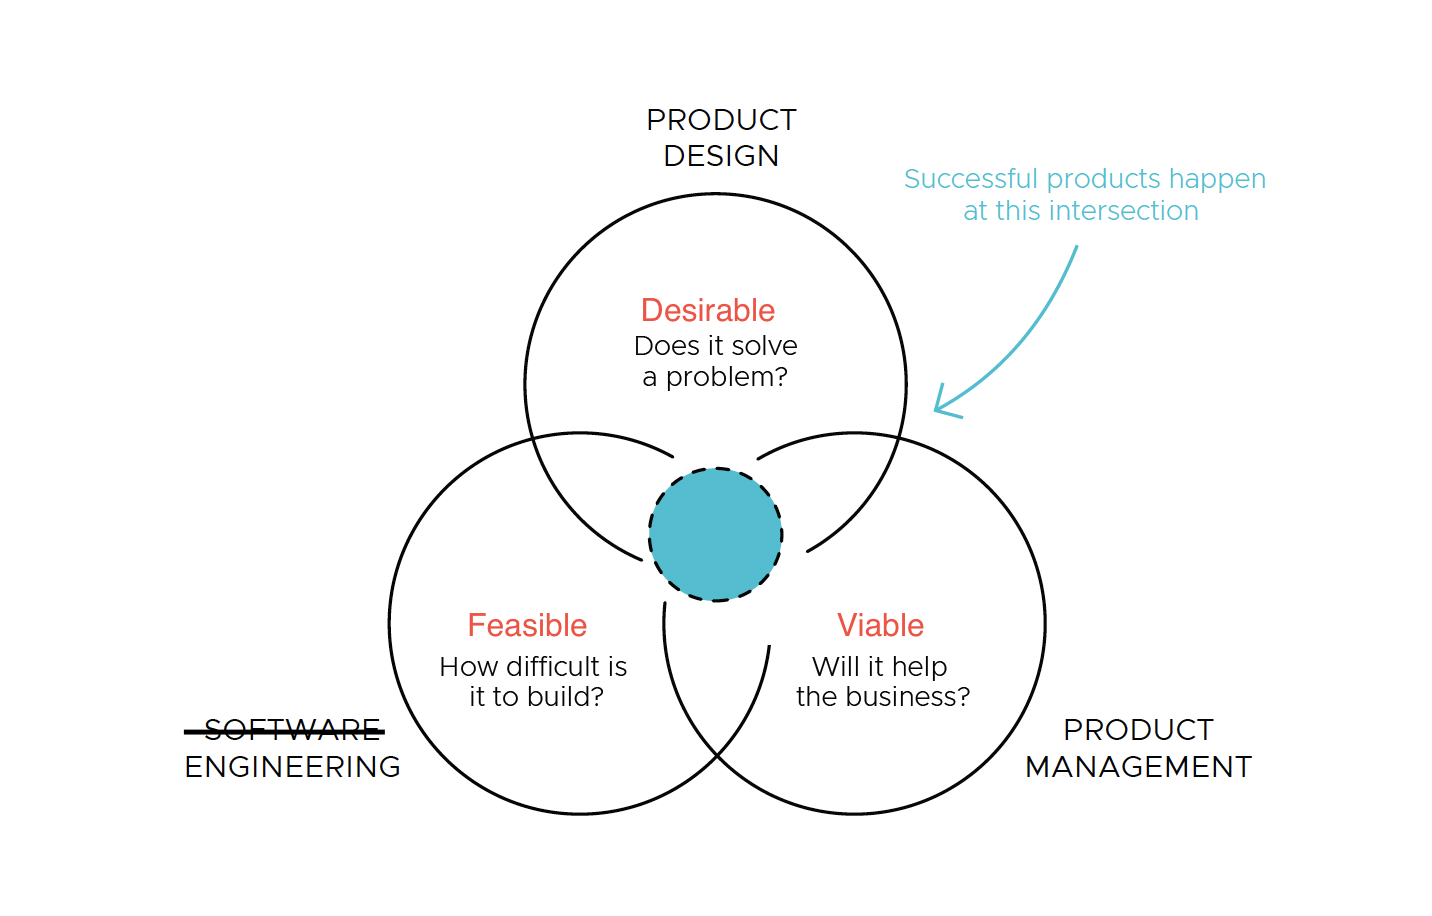 PRODUCT
DESIGN
Successful products happen
at this intersection
Desirable
Does it solve
a problem?
Feasible
How difficult is
it to build?
Viable
Will it help
the business?
SOFTWARE
ENGINEERING
PRODUCT
MANAGEMENT